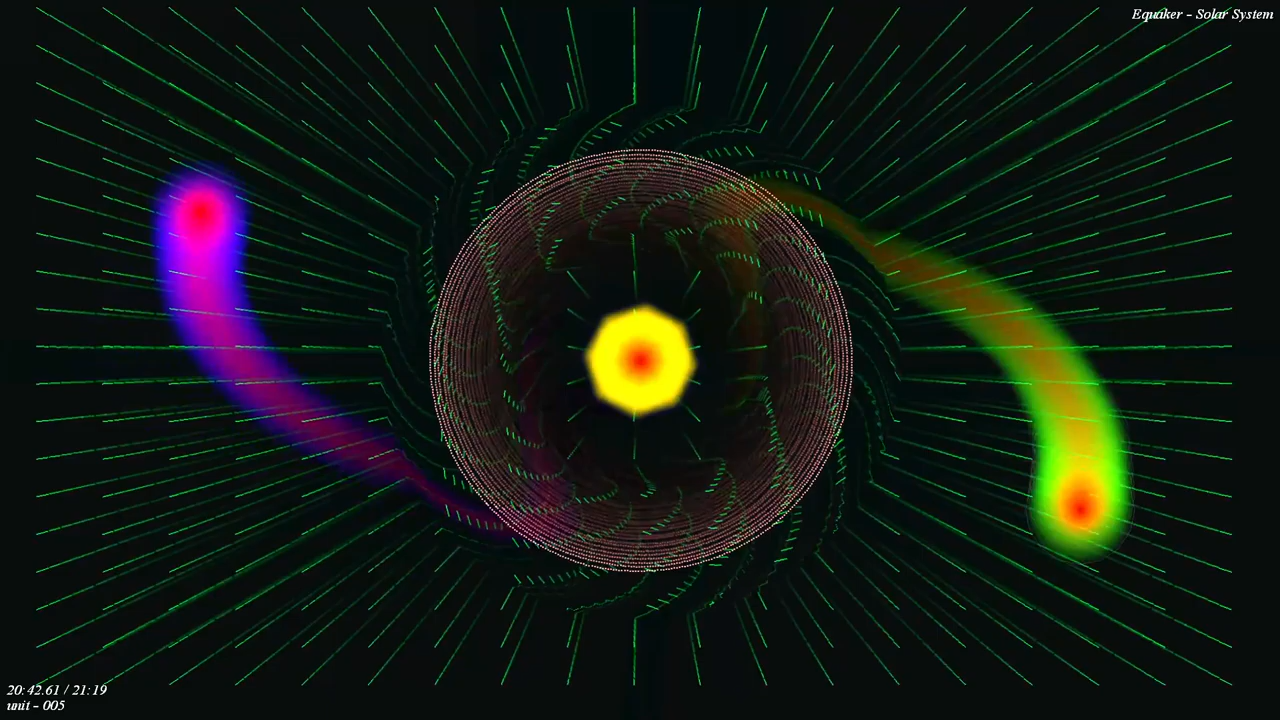 Equaker - Solar System
20:42.61 / 21:19
unit - 005